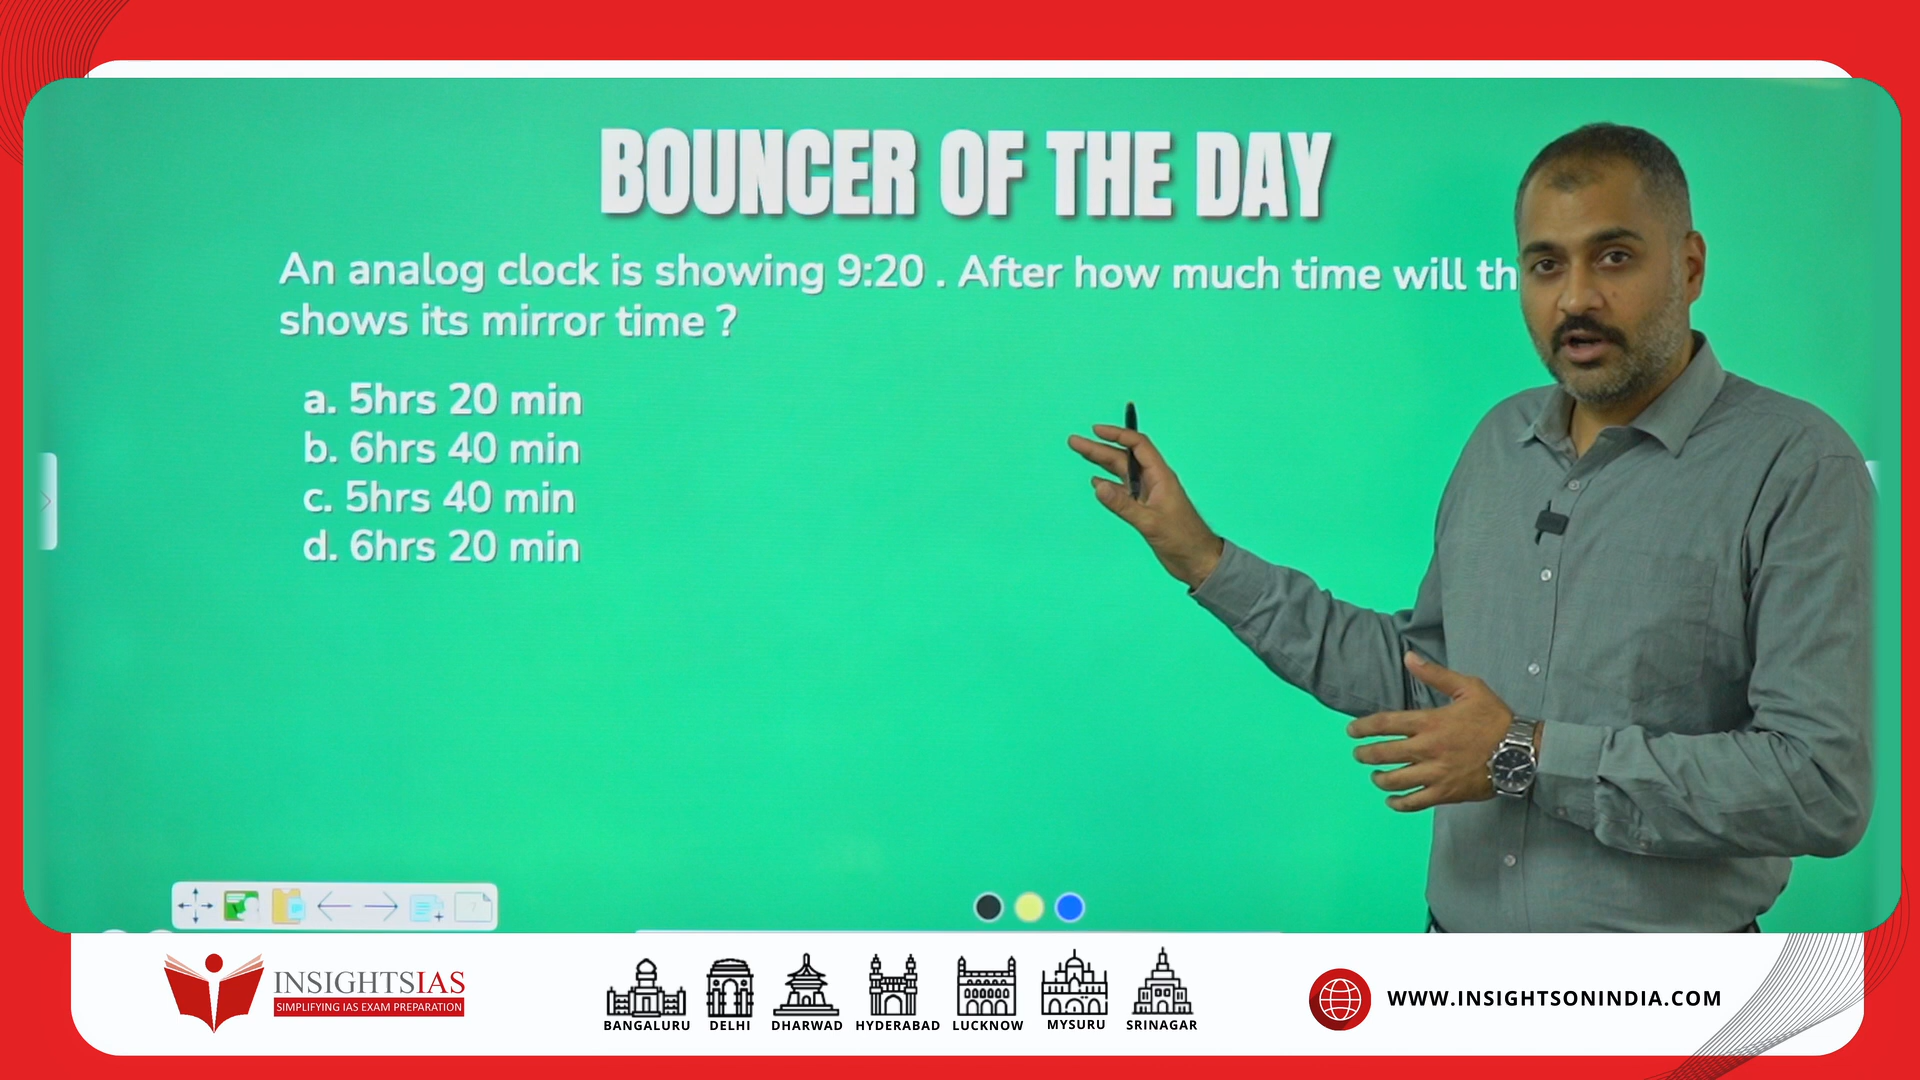 BOUNCER OF THE DAY
An analog clock is showing 9:20 . After how much time will
shows its mirror time ?
a. 5hrs 20 min
b. 6hrs 40 min
c. 5hrs 40 min
d. 6hrs 20 min
INSIGHTSIAS
SIMPLIFYING IAS EXAM PREPARATION
BANGALURU DELHI DHARWAD HYDERABAD LUCKNOW MYSURU SRINAGAR
WWW.INSIGHTSONINDIA.COM